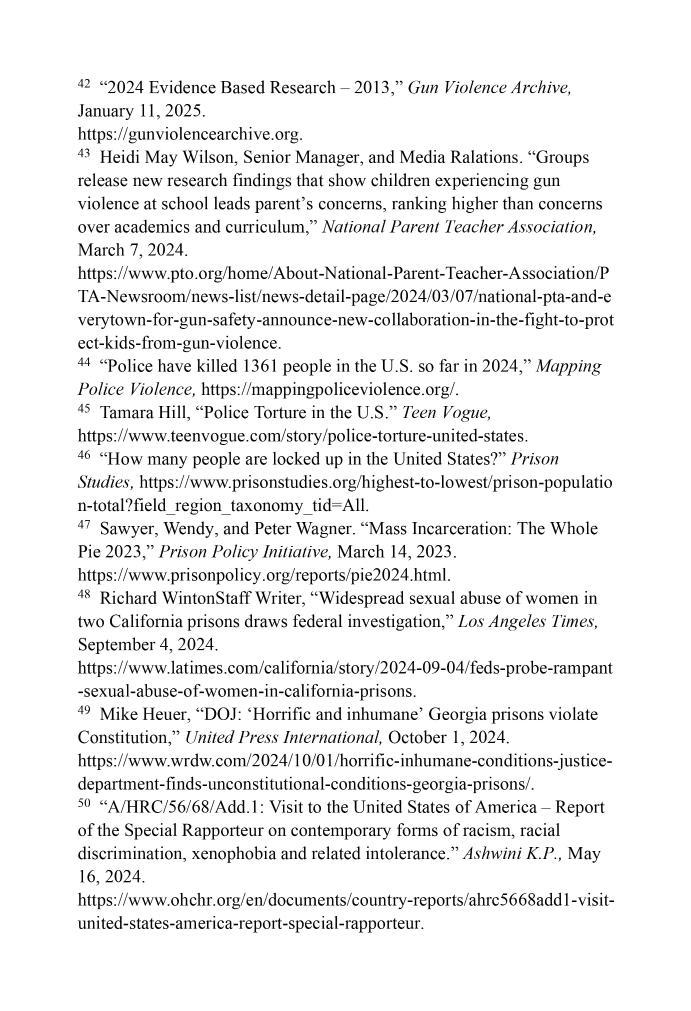 42 “2024 Evidence Based Research – 2013,” Gun Violence Archive,
January 11, 2025.
https://gunviolencearchive.org.
43 Heidi May Wilson, Senior Manager, and Media Ralations. “Groups
release new research findings that show children experiencing gun
violence at school leads parent’s concerns, ranking higher than concerns
over academics and curriculum,” National Parent Teacher Association,
March 7, 2024.
https://www.pto.org/home/About-National-Parent-Teacher-Association/P
TA-Newsroom/news-list/news-detail-page/2024/03/07/national-pta-and-e
verytown-for-gun-safety-announce-new-collaboration-in-the-fight-to-prot
ect-kids-from-gun-violence.
44 “Police have killed 1361 people in the U.S. so far in 2024,” Mapping
Police Violence, https://mappingpoliceviolence.org/.
45 Tamara Hill, “Police Torture in the U.S.” Teen Vogue,
https://www.teenvogue.com/story/police-torture-united-states.
46 “How many people are locked up in the United States?” Prison
Studies, https://www.prisonstudies.org/highest-to-lowest/prison-populatio
n-total?field_region_taxonomy_tid=All.
47 Sawyer, Wendy, and Peter Wagner. “Mass Incarceration: The Whole
Pie 2023,” Prison Policy Initiative, March 14, 2023.
https://www.prisonpolicy.org/reports/pie2024.html.
48 Richard WintonStaff Writer, “Widespread sexual abuse of women in
two California prisons draws federal investigation,” Los Angeles Times,
September 4, 2024.
https://www.latimes.com/california/story/2024-09-04/feds-probe-rampant
-sexual-abuse-of-women-in-california-prisons.
49 Mike Heuer, “DOJ: ‘Horrific and inhumane’ Georgia prisons violate
Constitution,” United Press International, October 1, 2024.
https://www.wrdw.com/2024/10/01/horrific-inhumane-conditions-justice-
department-finds-unconstitutional-conditions-georgia-prisons/.
50 “A/HRC/56/68/Add.1: Visit to the United States of America – Report
of the Special Rapporteur on contemporary forms of racism, racial
discrimination, xenophobia and related intolerance.” Ashwini K.P., May
16, 2024.
https://www.ohchr.org/en/documents/country-reports/ahrc5668add1-visit-
united-states-america-report-special-rapporteur.